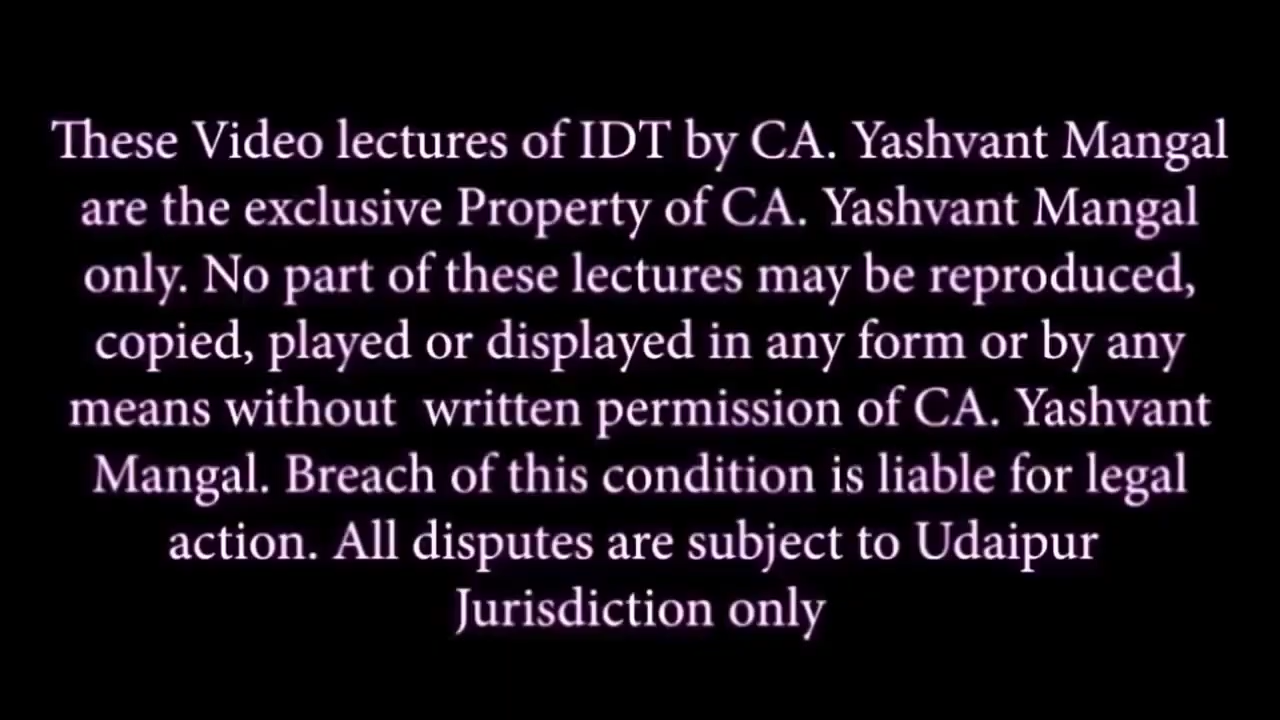 These Video lectures of IDT by CA. Yashvant Mangal
are the exclusive Property of CA. Yashvant Mangal
only. No part of these lectures may be reproduced,
copied, played or displayed in any form or by any
means without  written permission of CA. Yashvant
Mangal. Breach of this condition is liable for legal
action. All disputes are subject to Udaipur
Jurisdiction only